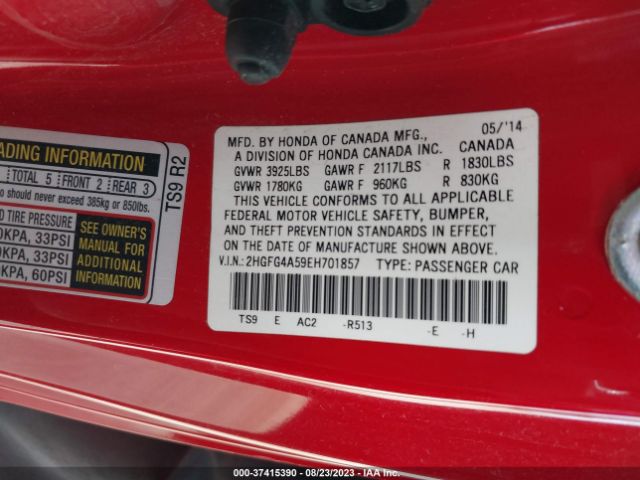 MFD. BY HONDA OF CANADA MFG., 05/'14
A DIVISION OF HONDA CANADA INC. CANADA
GVWR 3925LBS GAWR F 2117LBS R 1830LBS
GVWR 1780KG GAWR F 960KG R 830KG
THIS VEHICLE CONFORMS TO ALL APPLICABLE
FEDERAL MOTOR VEHICLE SAFETY, BUMPER,
AND THEFT PREVENTION STANDARDS IN EFFECT
ON THE DATE OF MANUFACTURE SHOWN ABOVE.
V.I.N.: 2HGFG4A59EH701857 TYPE: PASSENGER CAR
TS9 E AC2 -R513 -E -H
ADING INFORMATION
TOTAL 5 FRONT 2 REAR 3
o should never exceed 385kg or 850lbs.
D TIRE PRESSURE
0KPA, 33PSI
0KPA, 33PSI
0KPA, 60PSI
SEE OWNER'S
MANUAL FOR
ADDITIONAL
INFORMATION
TS9 R2
000-37415390 - 08/23/2023 - IAA Inc.